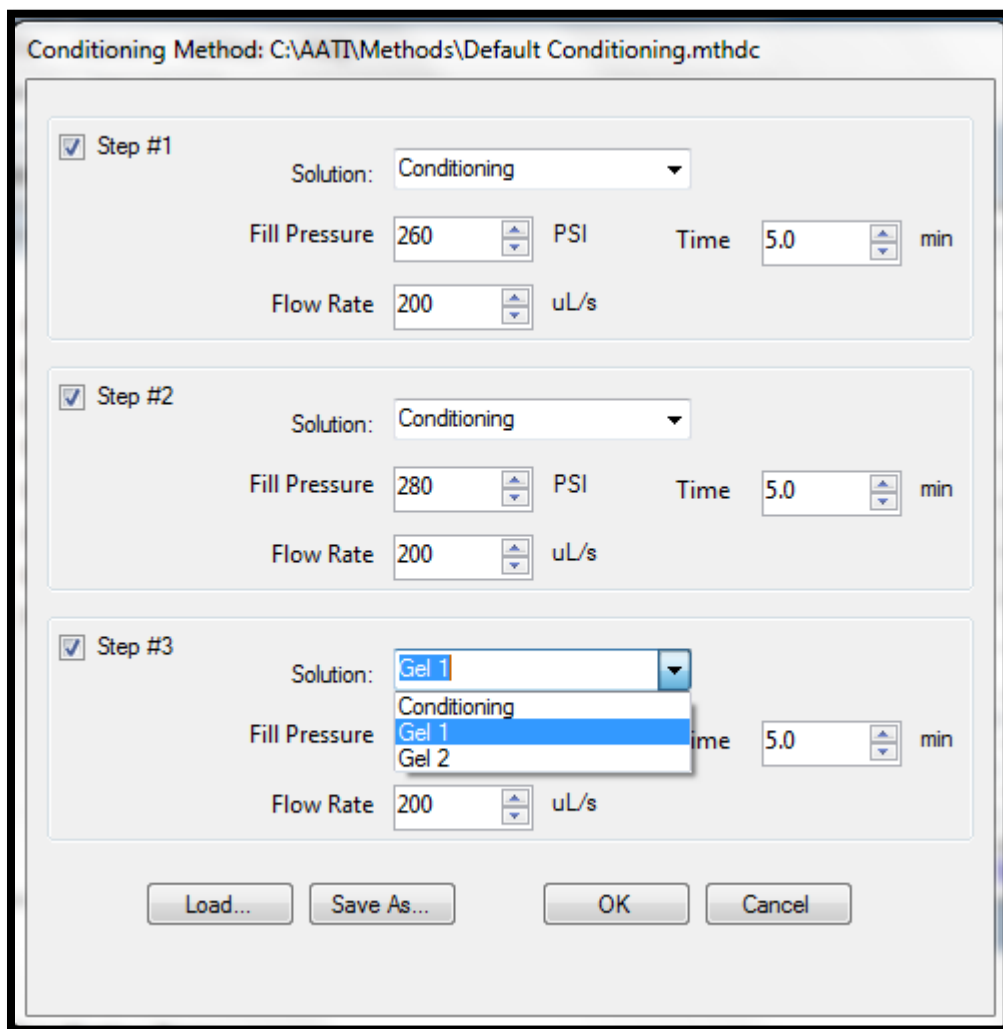 Conditioning Method: C:\AATI\Methods\Default Conditioning.mthdc
Step #1
Solution: Conditioning
Fill Pressure 260 PSI Time 5.0 min
Flow Rate 200 uL/s
Step #2
Solution: Conditioning
Fill Pressure 280 PSI Time 5.0 min
Flow Rate 200 uL/s
Step #3
Solution: Gel 1
Conditioning
Fill Pressure Gel 1 ime 5.0 min
Gel 2
Flow Rate 200 uL/s
Load... Save As... OK Cancel